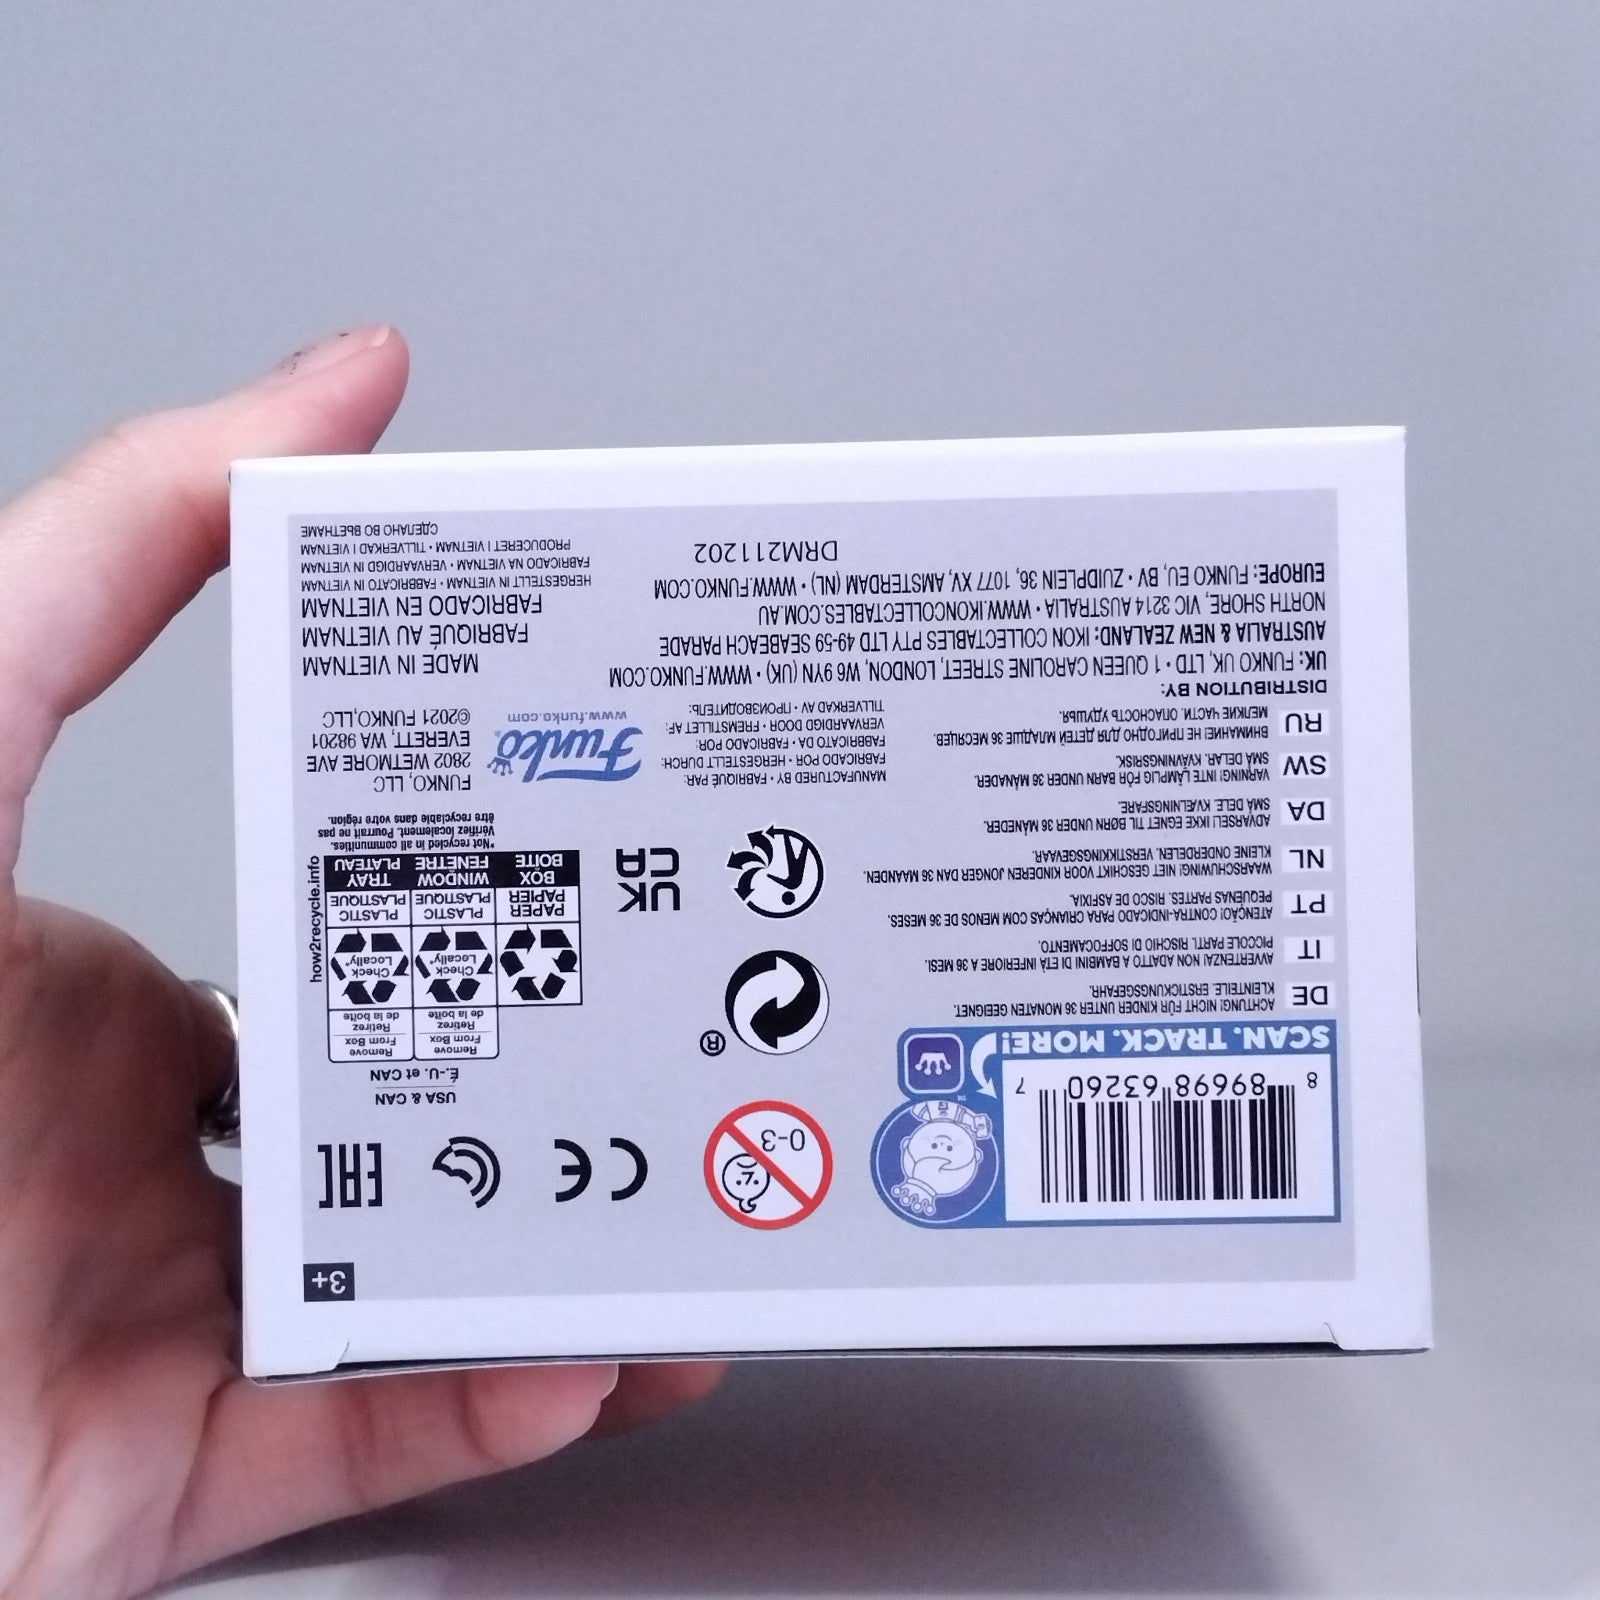 3+
8 89698 63260 7
SCAN. TRACK. MORE!
TM
0-3
CE
EAC
USA & CAN
É.-U. et CAN
Remove
From Box
Retirez
de la boîte
Remove
From Box
Retirez
de la boîte
Check
Locally*
Check
Locally*
PAPER
PAPIER
BOX
BOÎTE
PLASTIC
PLASTIQUE
WINDOW
FENÊTRE
PLASTIC
PLASTIQUE
TRAY
PLATEAU
how2recycle.info
*Not recycled in all communities.
Vérifiez localement. Pourrait ne pas
être recyclable dans votre région.
®
UK
CA
DE ACHTUNG! NICHT FÜR KINDER UNTER 36 MONATEN GEEIGNET.
KLEINTEILE. ERSTICKUNGSGEFAHR.
IT AVVERTENZA! NON ADATTO A BAMBINI DI ETÀ INFERIORE A 36 MESI.
PICCOLE PARTI. RISCHIO DI SOFFOCAMENTO.
PT ATENÇÃO! CONTRA-INDICADO PARA CRIANÇAS COM MENOS DE 36 MESES.
PEQUENAS PARTES. RISCO DE ASFIXIA.
NL WAARSCHUWING! NIET GESCHIKT VOOR KINDEREN JONGER DAN 36 MAANDEN.
KLEINE ONDERDELEN. VERSTIKKINGSGEVAAR.
DA ADVARSEL! IKKE EGNET TIL BØRN UNDER 36 MÅNEDER.
SMÅ DELE. KVÆLNINGSFARE.
SW VARNING! INTE LÄMPLIG FÖR BARN UNDER 36 MÅNADER.
SMÅ DELAR. KVÄVNINGSRISK.
RU ВНИМАНИЕ! НЕ ПРИГОДНО ДЛЯ ДЕТЕЙ МЛАДШЕ 36 МЕСЯЦЕВ.
МЕЛКИЕ ЧАСТИ. ОПАСНОСТЬ УДУШЬЯ.
MANUFACTURED BY • FABRIQUÉ PAR:
FABRICADO POR • HERGESTELLT DURCH:
FABBRICATO DA • FABRICADO POR:
VERVAARDIGD DOOR • FREMSTILLET AF:
TILLVERKAD AV • ПРОИЗВОДИТЕЛЬ:
Funko®
www.funko.com
FUNKO, LLC
2802 WETMORE AVE
EVERETT, WA 98201
©2021 FUNKO,LLC
DISTRIBUTION BY:
UK: FUNKO UK, LTD • 1 QUEEN CAROLINE STREET, LONDON, W6 9YN (UK) • WWW.FUNKO.COM
AUSTRALIA & NEW ZEALAND: IKON COLLECTABLES PTY LTD 49-59 SEABEACH PARADE
NORTH SHORE, VIC 3214 AUSTRALIA • WWW.IKONCOLLECTABLES.COM.AU
EUROPE: FUNKO EU, BV • ZUIDPLEIN 36, 1077 XV, AMSTERDAM (NL) • WWW.FUNKO.COM
DRM211202
MADE IN VIETNAM
FABRIQUÉ AU VIETNAM
FABRICADO EN VIETNAM
HERGESTELLT IN VIETNAM • FABBRICATO IN VIETNAM
FABRICADO NA VIETNAM • VERVAARDIGD IN VIETNAM
PRODUCERET I VIETNAM • TILLVERKAD I VIETNAM
СДЕЛАНО ВО ВЬЕТНАМЕ